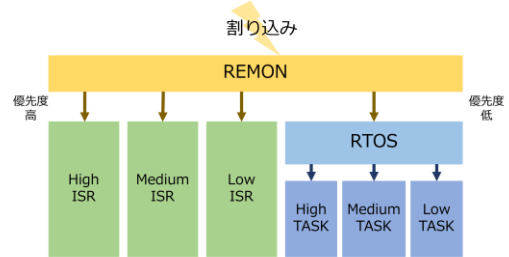 割り込み
REMON
優先度
高
優先度
低
High
ISR
Medium
ISR
Low
ISR
RTOS
High
TASK
Medium
TASK
Low
TASK